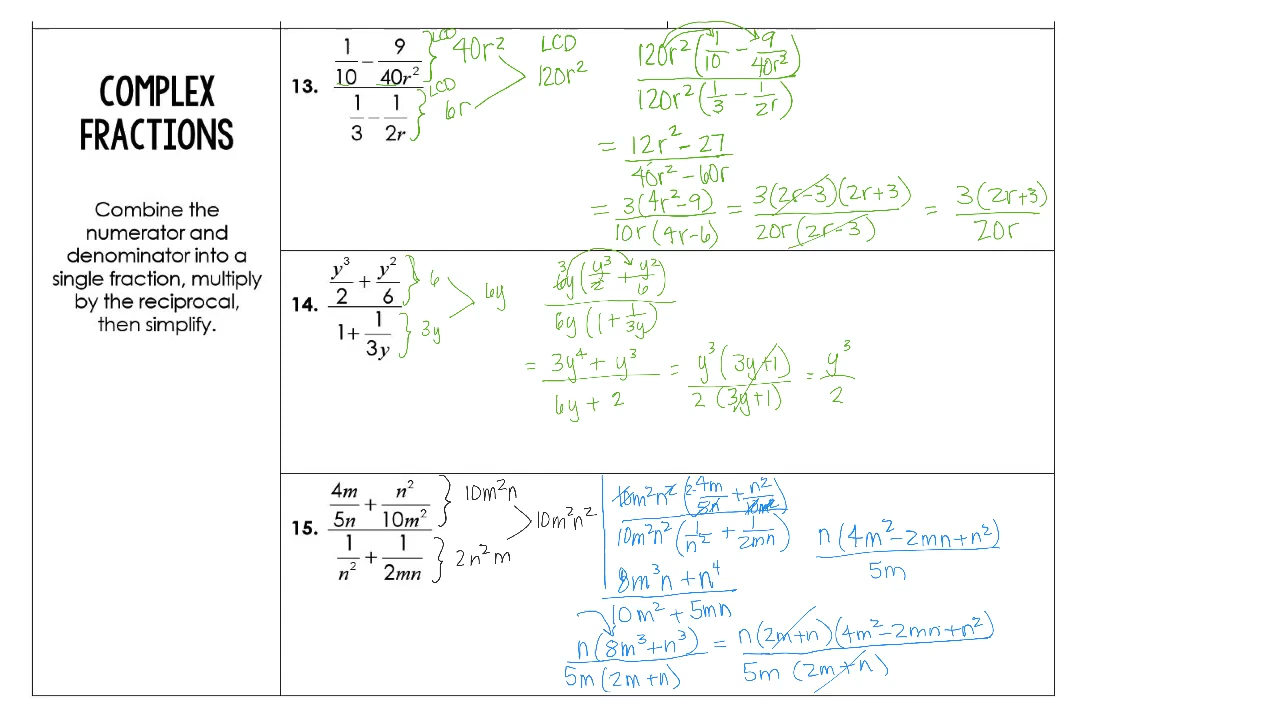 COMPLEX
FRACTIONS
Combine the
numerator and
denominator into a
single fraction, multiply
by the reciprocal,
then simplify.
13. (1/10 - 9/40r²) / (1/3 - 1/2r)
LCD 40r²
LCD 6r
LCD
120r²
120r²(1/10 - 9/40r²) / 120r²(1/3 - 1/2r)
= (12r² - 27) / (40r² - 60r)
= 3(4r² - 9) / 10r(4r - 6) = 3(2r - 3)(2r + 3) / 20r(2r - 3) = 3(2r + 3) / 20r
14. (y³/2 + y²/6) / (1 + 1/3y)
6
3y
6y
3 6y(y³/2 + y²/6) / 6y(1 + 1/3y)
= (3y⁴ + y³) / (6y + 2) = y³(3y + 1) / 2(3y + 1) = y³/2
15. (4m/5n + n²/10m²) / (1/n² + 1/2mn)
10m²n
2n²m
10m²n²
10m²n²(2·4m/5n + n²/10m²) / 10m²n²(1/n² + 1/2mn)
(8m³n + n⁴) / (10m² + 5mn)
n(8m³ + n³) / 5m(2m + n) = n(2m + n)(4m² - 2mn + n²) / 5m(2m + n)
n(4m² - 2mn + n²) / 5m